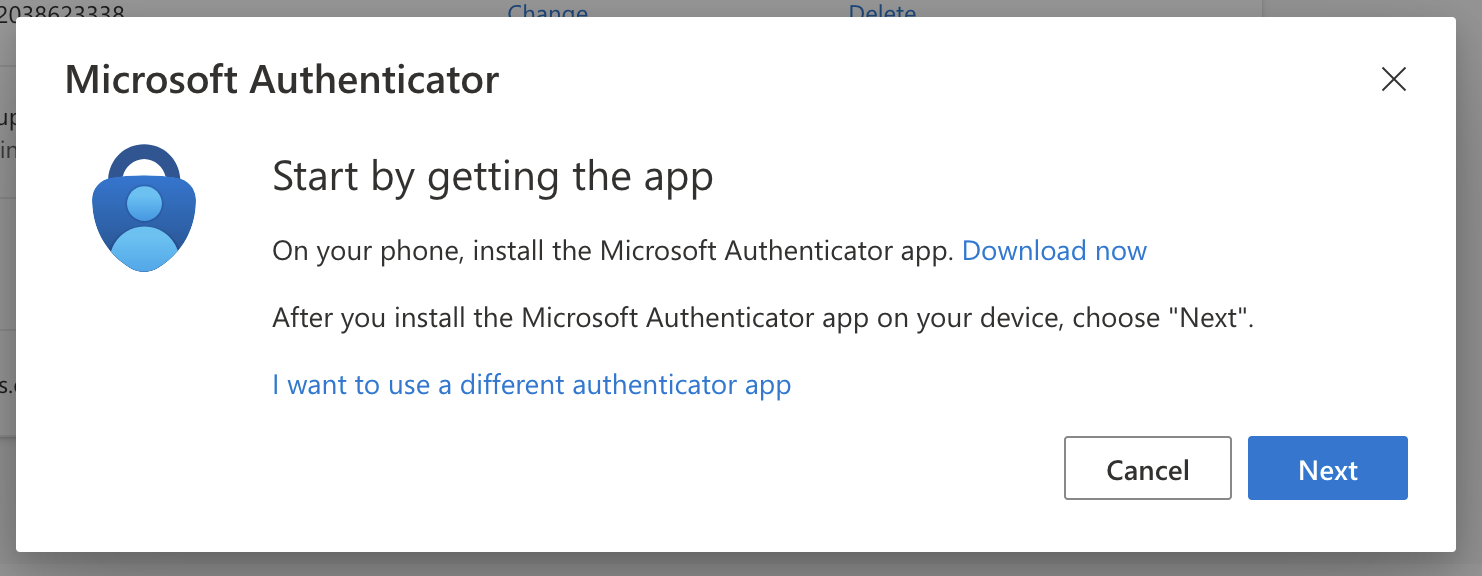 2038623338 Change Delete
Microsoft Authenticator
Start by getting the app
On your phone, install the Microsoft Authenticator app. Download now
After you install the Microsoft Authenticator app on your device, choose "Next".
I want to use a different authenticator app
Cancel Next